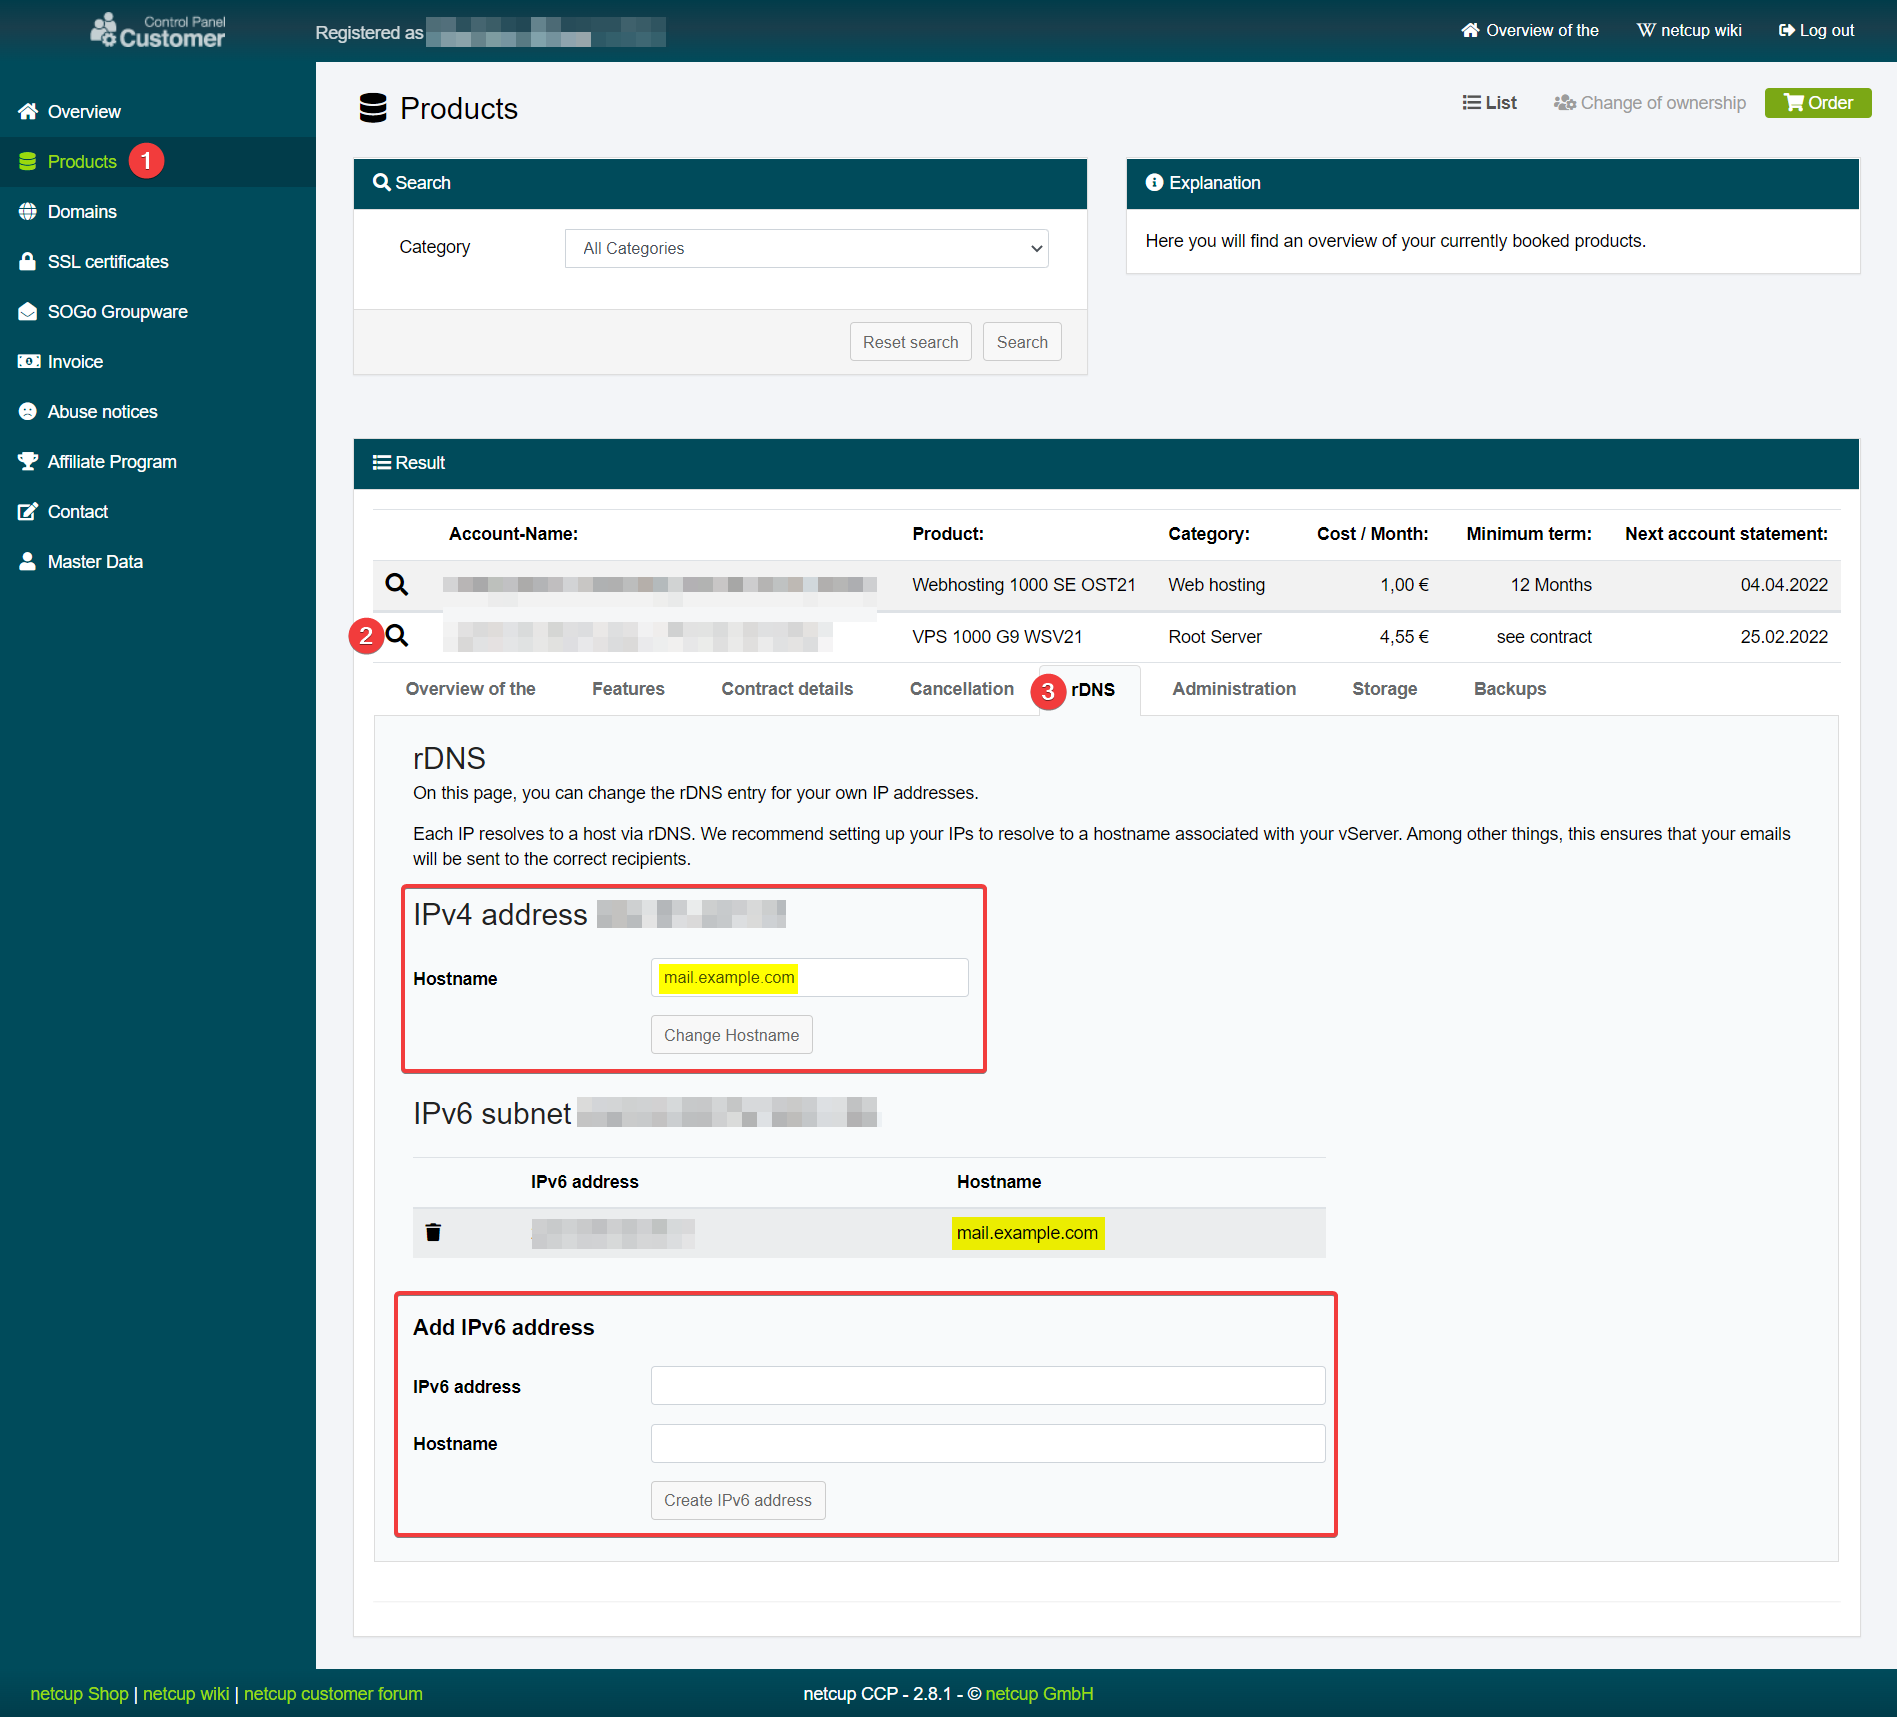 Control Panel
Customer
Registered as
Overview of the
netcup wiki
Log out
Overview
Products 1
Domains
SSL certificates
SOGo Groupware
Invoice
Abuse notices
Affiliate Program
Contact
Master Data
Products
List
Change of ownership
Order
Search
Category
All Categories
Reset search
Search
Explanation
Here you will find an overview of your currently booked products.
Result
Account-Name: Product: Category: Cost / Month: Minimum term: Next account statement:
Webhosting 1000 SE OST21 Web hosting 1,00 € 12 Months 04.04.2022
2 VPS 1000 G9 WSV21 Root Server 4,55 € see contract 25.02.2022
Overview of the Features Contract details Cancellation 3 rDNS Administration Storage Backups
rDNS
On this page, you can change the rDNS entry for your own IP addresses.
Each IP resolves to a host via rDNS. We recommend setting up your IPs to resolve to a hostname associated with your vServer. Among other things, this ensures that your emails
will be sent to the correct recipients.
IPv4 address
Hostname mail.example.com
Change Hostname
IPv6 subnet
IPv6 address Hostname
mail.example.com
Add IPv6 address
IPv6 address
Hostname
Create IPv6 address
netcup Shop | netcup wiki | netcup customer forum
netcup CCP - 2.8.1 - © netcup GmbH